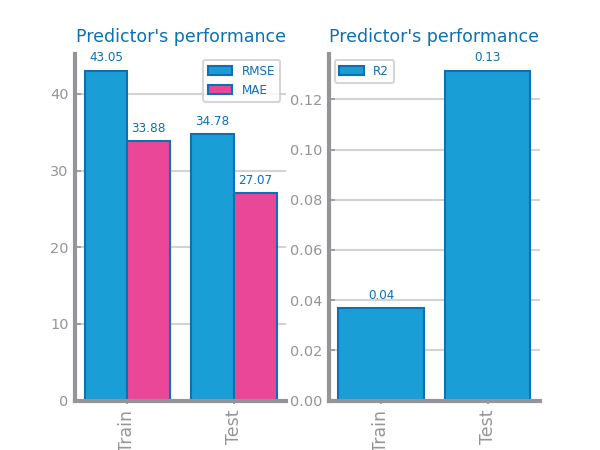 Predictor's performance
43.05
33.88
34.78
27.07
RMSE
MAE
40
30
20
10
0
Train
Test
Predictor's performance
0.13
0.04
R2
0.12
0.10
0.08
0.06
0.04
0.02
0.00
Train
Test